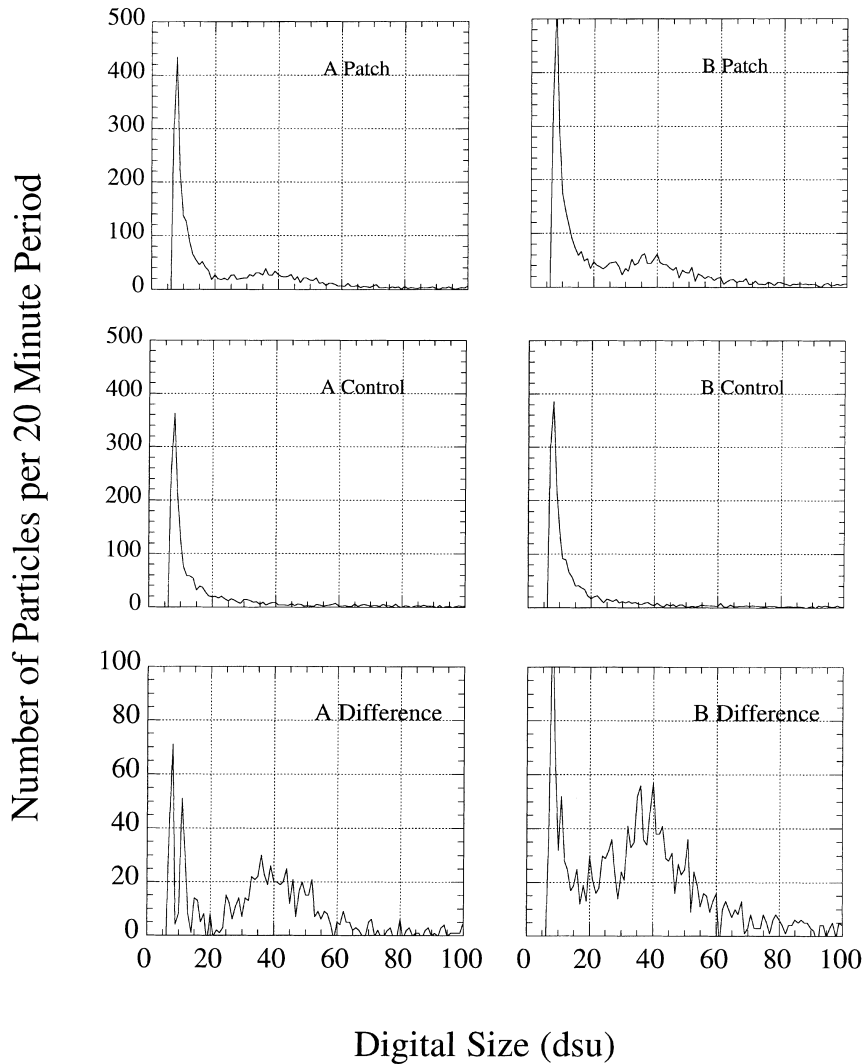 Number of Particles per 20 Minute Period
500
400
300
200
100
0
A Patch
B Patch
500
400
300
200
100
0
A Control
B Control
100
80
60
40
20
0
A Difference
B Difference
0 20 40 60 80 100
0 20 40 60 80 100
Digital Size (dsu)